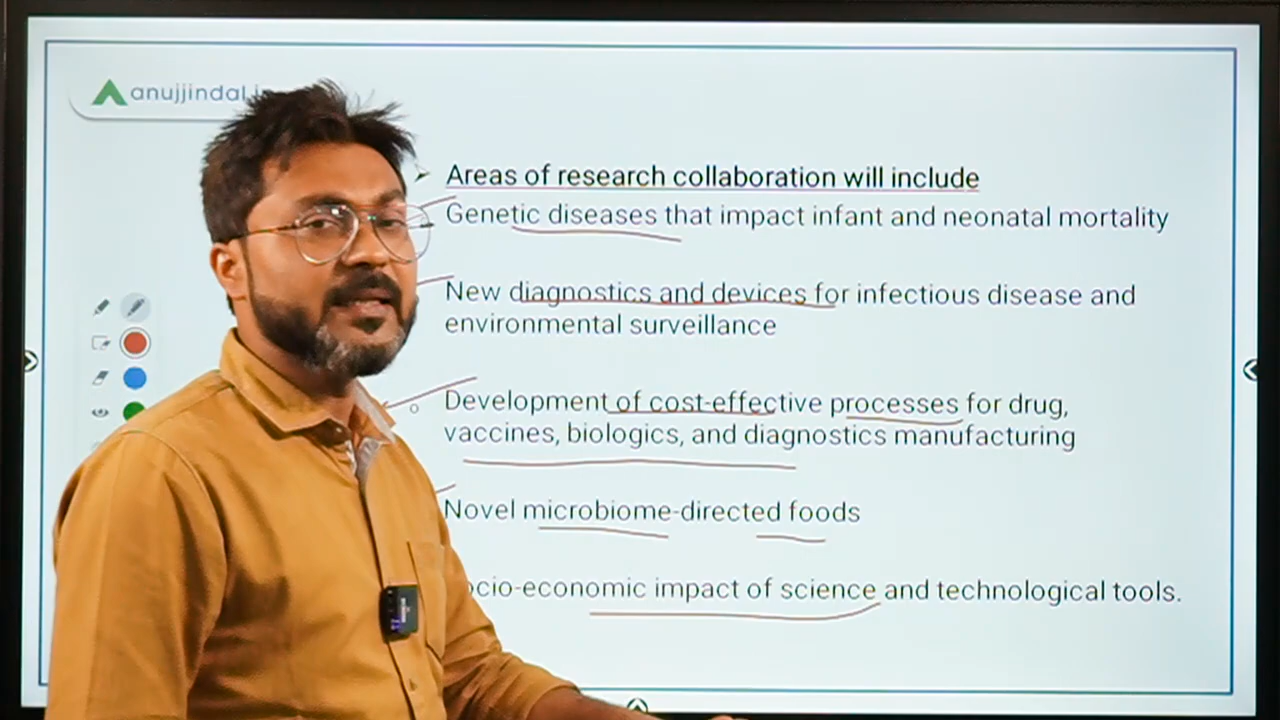 anujjindal.i
Areas of research collaboration will include
Genetic diseases that impact infant and neonatal mortality
New diagnostics and devices for infectious disease and
environmental surveillance
Development of cost-effective processes for drug,
vaccines, biologics, and diagnostics manufacturing
Novel microbiome-directed foods
ocio-economic impact of science and technological tools.